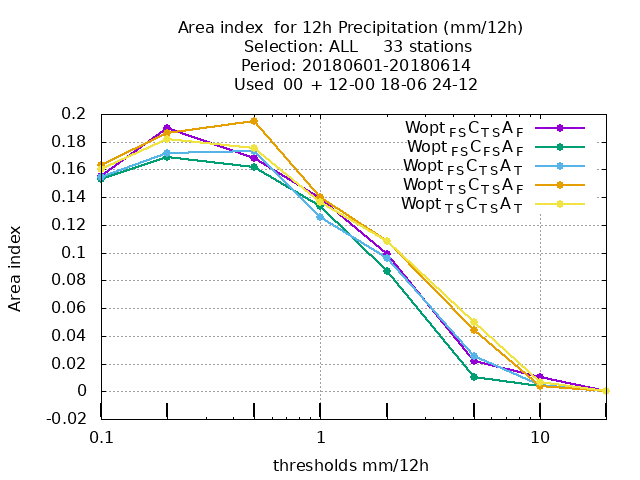 Area index  for 12h Precipitation (mm/12h)
Selection: ALL     33 stations
Period: 20180601-20180614
Used  00  + 12-00 18-06 24-12
Wopt FS C TS A F
Wopt FS C FS A F
Wopt FS C TS A T
Wopt TS C TS A F
Wopt TS C TS A T
0.2
0.18
0.16
0.14
0.12
0.1
0.08
0.06
0.04
0.02
0
-0.02
Area index
0.1 1 10
thresholds mm/12h